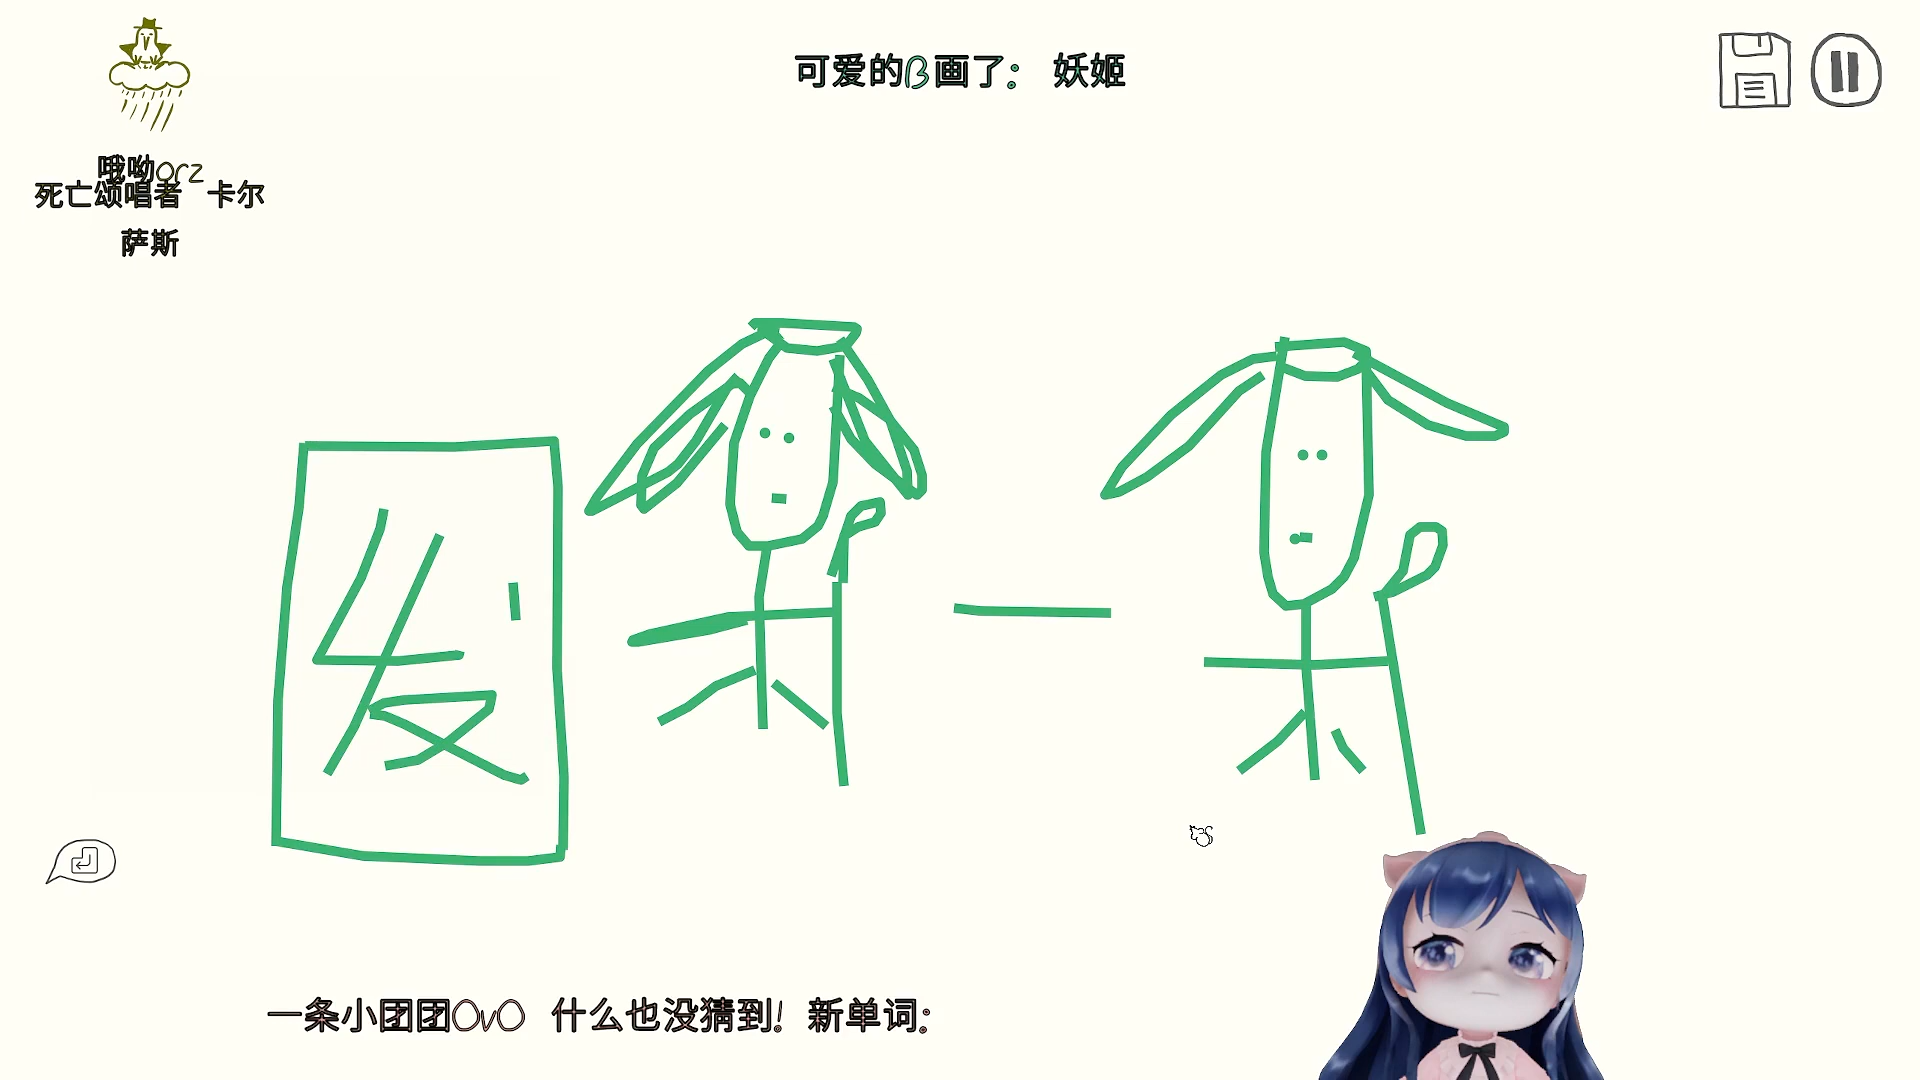 可爱的β画了： 妖姬
哦呦orz
死亡颂唱者 卡尔
萨斯
发
一条小团团OvO 什么也没猜到！新单词：